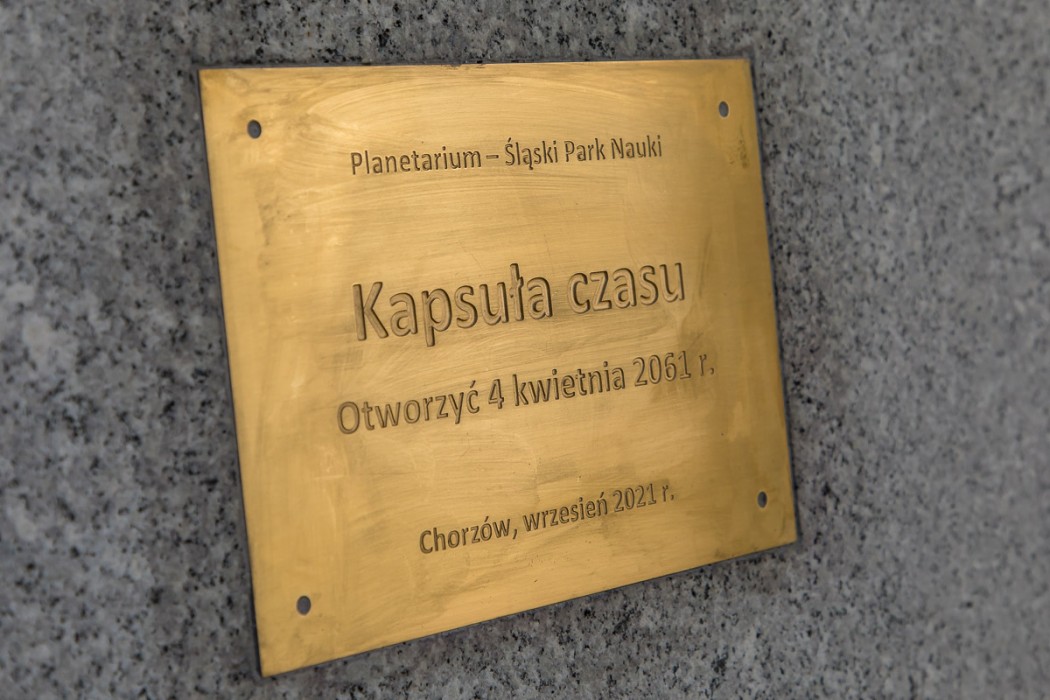 Planetarium – Śląski Park Nauki
Kapsuła czasu
Otworzyć 4 kwietnia 2061 r.
Chorzów, wrzesień 2021 r.